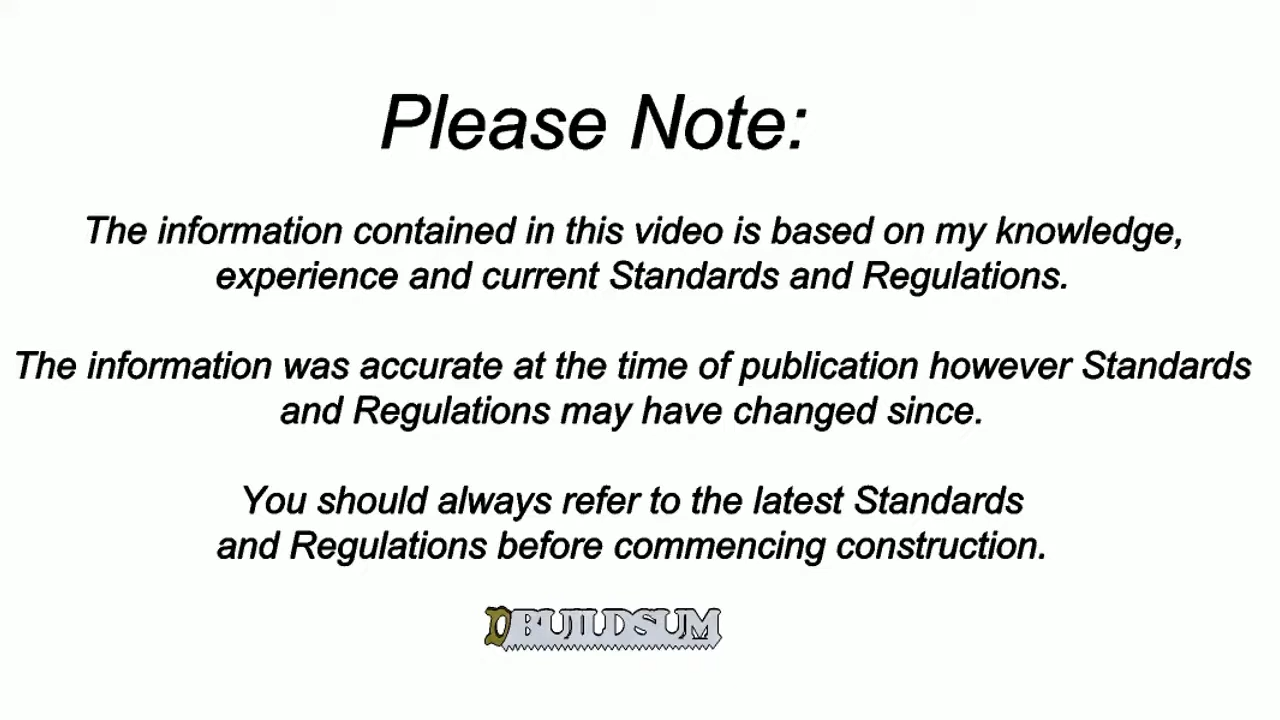 Please Note:
The information contained in this video is based on my knowledge,
experience and current Standards and Regulations.
The information was accurate at the time of publication however Standards
and Regulations may have changed since.
You should always refer to the latest Standards
and Regulations before commencing construction.
BUILDSUM